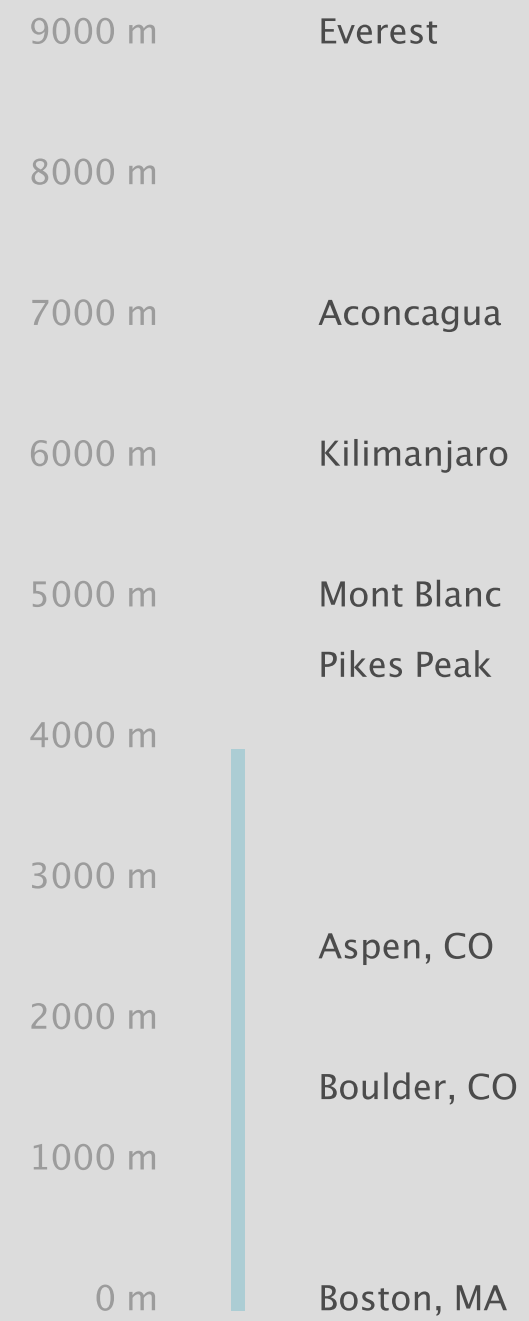 9000 m Everest
8000 m
7000 m Aconcagua
6000 m Kilimanjaro
5000 m Mont Blanc
Pikes Peak
4000 m
3000 m
Aspen, CO
2000 m
Boulder, CO
1000 m
0 m Boston, MA